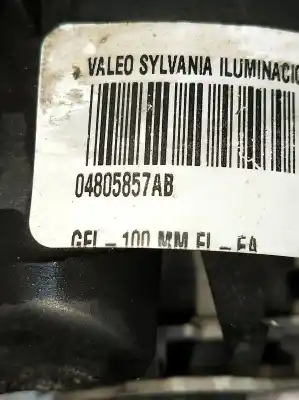 VALEO SYLVANIA ILUMINACIO
04805857AB
GFL-100 MM FL-FA